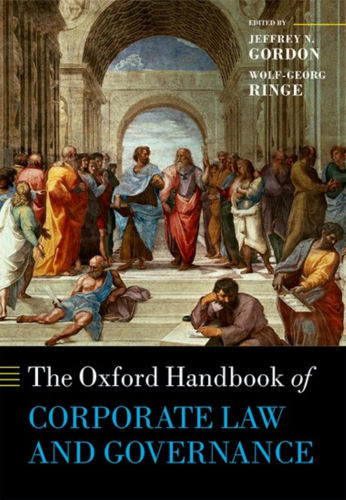 EDITED BY
JEFFREY N.
GORDON
WOLF-GEORG
RINGE
The Oxford Handbook of
CORPORATE LAW
AND GOVERNANCE